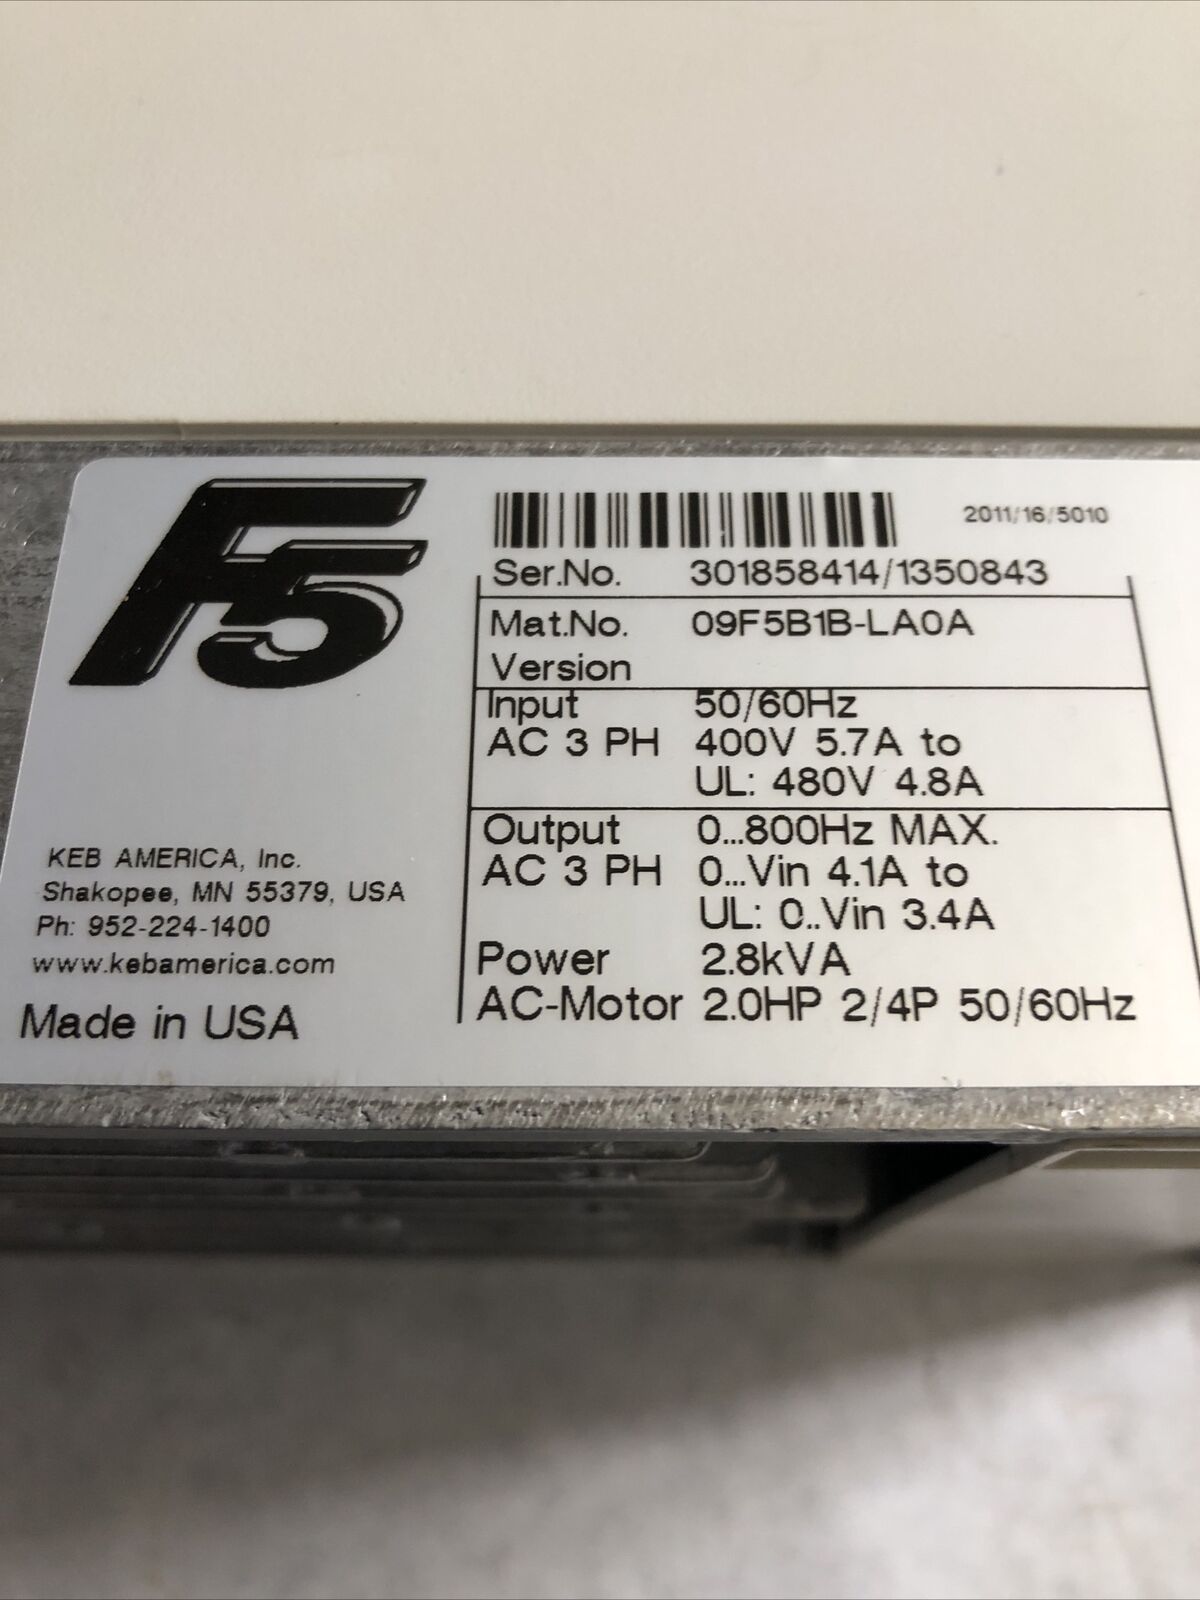 F5
2011/16/5010
Ser.No. 301858414/1350843
Mat.No. 09F5B1B-LA0A
Version
Input 50/60Hz
AC 3 PH 400V 5.7A to
UL: 480V 4.8A
Output 0...800Hz MAX.
AC 3 PH 0...Vin 4.1A to
UL: 0..Vin 3.4A
Power 2.8kVA
AC-Motor 2.0HP 2/4P 50/60Hz
KEB AMERICA, Inc.
Shakopee, MN 55379, USA
Ph: 952-224-1400
www.kebamerica.com
Made in USA